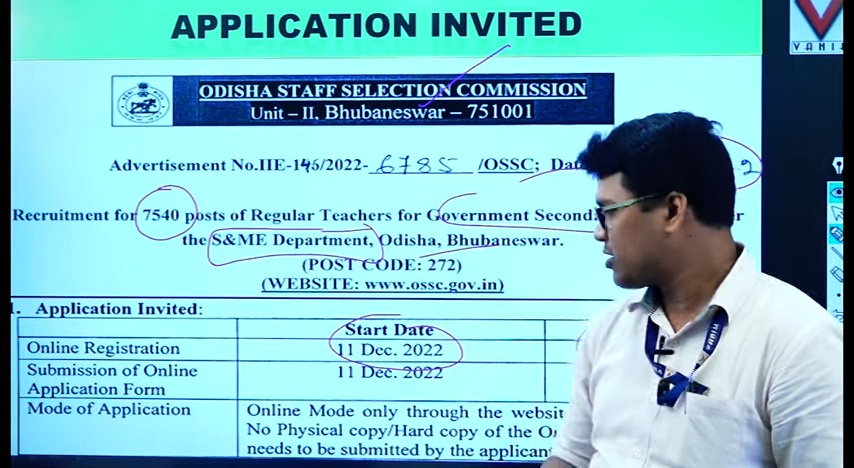 APPLICATION INVITED
VANI
ODISHA STAFF SELECTION COMMISSION
Unit – II, Bhubaneswar – 751001
Advertisement No.IIE-146/2022- 6785 /OSSC;
Recruitment for 7540 posts of Regular Teachers for Government
the S&ME Department, Odisha, Bhubaneswar.
(POST CODE: 272)
(WEBSITE: www.ossc.gov.in)
1. Application Invited:
Start Date
Online Registration 11 Dec. 2022
Submission of Online 11 Dec. 2022
Application Form
Mode of Application Online Mode only through the
No Physical copy/Hard copy of the
needs to be submitted by the